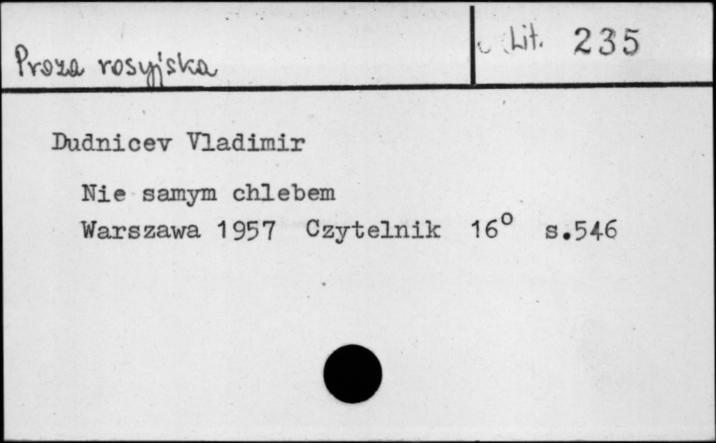 Proza rosyjska
Lit. 235
Dudnicev Vladimir
Nie samym chlebem
Warszawa 1957 Czytelnik 16° s.546